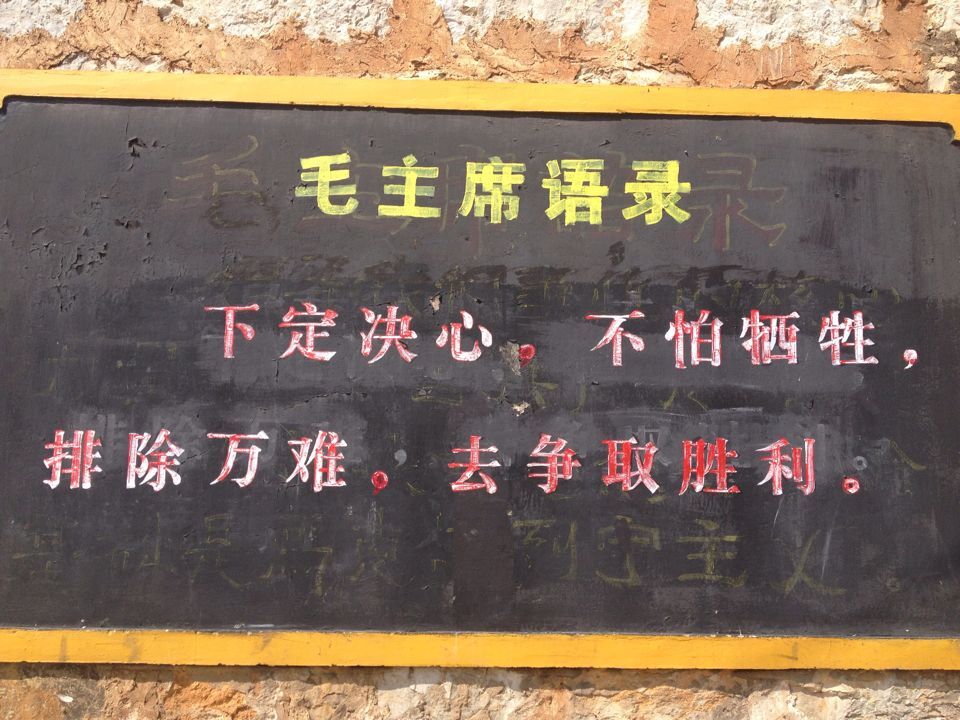 毛主席语录
下定决心。不怕牺牲，
排除万难。去争取胜利。